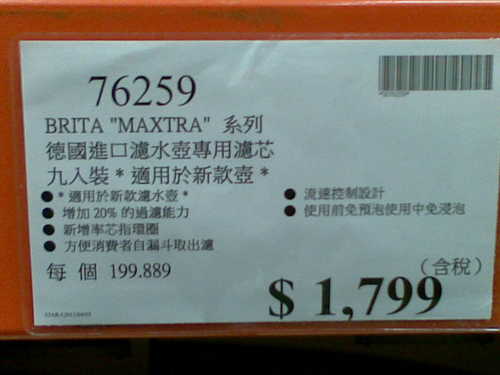 76259
BRITA "MAXTRA" 系列
德國進口濾水壺專用濾芯
九入裝 * 適用於新款壺 *
● * 適用於新款濾水壺 *
● 增加 20% 的過濾能力
● 新增率芯指環圈
● 方便消費者自漏斗取出濾
● 流速控制設計
● 使用前免預泡使用中免浸泡
每 個 199.889
(含稅)
$ 1,799